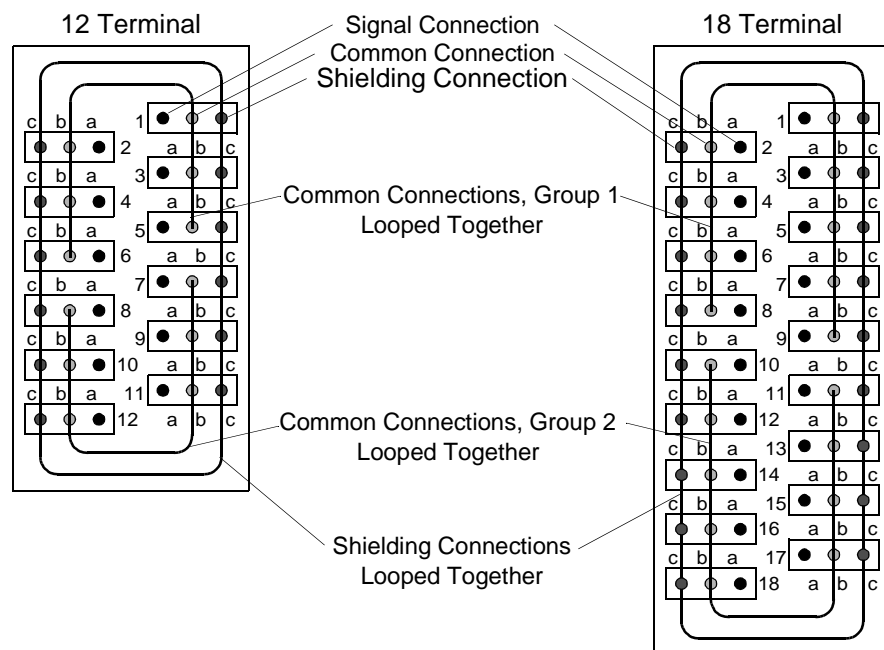 12 Terminal
Signal Connection
18 Terminal
Common Connection
Shielding Connection
c b a
1
c b a
1
2
a b c
2
a b c
c b a
3
c b a
3
4
a b c
Common Connections, Group 1
4
a b c
c b a
5
Looped Together
c b a
5
6
a b c
6
a b c
c b a
7
c b a
7
8
a b c
8
a b c
c b a
9
c b a
9
10
a b c
10
a b c
c b a
11
c b a
11
12
a b c
Common Connections, Group 2
12
a b c
Looped Together
c b a
13
14
a b c
c b a
15
Shielding Connections
16
a b c
Looped Together
c b a
17
18
a b c